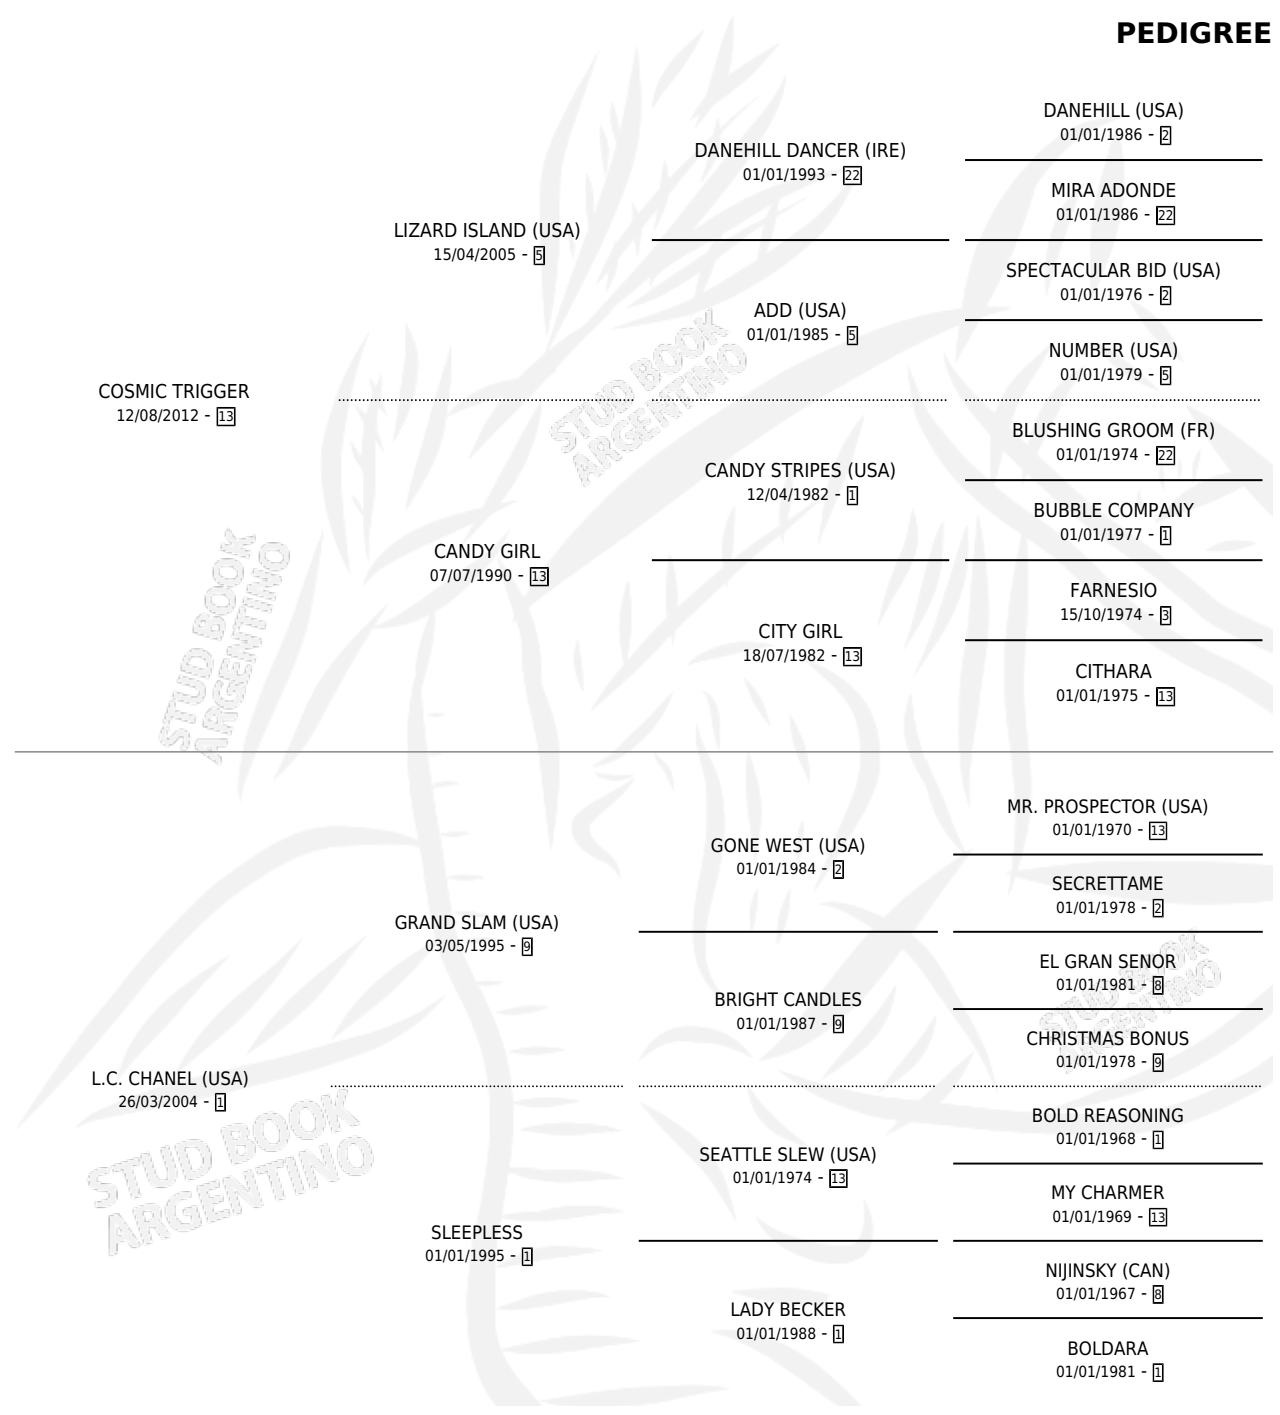 PEDIGREE
DANEHILL (USA)
01/01/1986 - 2
DANEHILL DANCER (IRE)
01/01/1993 - 22
MIRA ADONDE
01/01/1986 - 22
LIZARD ISLAND (USA)
15/04/2005 - 5
SPECTACULAR BID (USA)
01/01/1976 - 2
ADD (USA)
01/01/1985 - 5
NUMBER (USA)
01/01/1979 - 5
COSMIC TRIGGER
12/08/2012 - 13
BLUSHING GROOM (FR)
01/01/1974 - 22
CANDY STRIPES (USA)
12/04/1982 - 1
BUBBLE COMPANY
01/01/1977 - 1
CANDY GIRL
07/07/1990 - 13
FARNESIO
15/10/1974 - 3
CITY GIRL
18/07/1982 - 13
CITHARA
01/01/1975 - 13
MR. PROSPECTOR (USA)
01/01/1970 - 13
GONE WEST (USA)
01/01/1984 - 2
SECRETTAME
01/01/1978 - 2
GRAND SLAM (USA)
03/05/1995 - 9
EL GRAN SENOR
01/01/1981 - 8
BRIGHT CANDLES
01/01/1987 - 9
CHRISTMAS BONUS
01/01/1978 - 9
L.C. CHANEL (USA)
26/03/2004 - 1
BOLD REASONING
01/01/1968 - 1
SEATTLE SLEW (USA)
01/01/1974 - 13
MY CHARMER
01/01/1969 - 13
SLEEPLESS
01/01/1995 - 1
NIJINSKY (CAN)
01/01/1967 - 8
LADY BECKER
01/01/1988 - 1
BOLDARA
01/01/1981 - 1
STUD BOOK
ARGENTINO
STUD BOOK
ARGENTINO
STUD BOOK
ARGENTINO
STUD BOOK
ARGENTINO